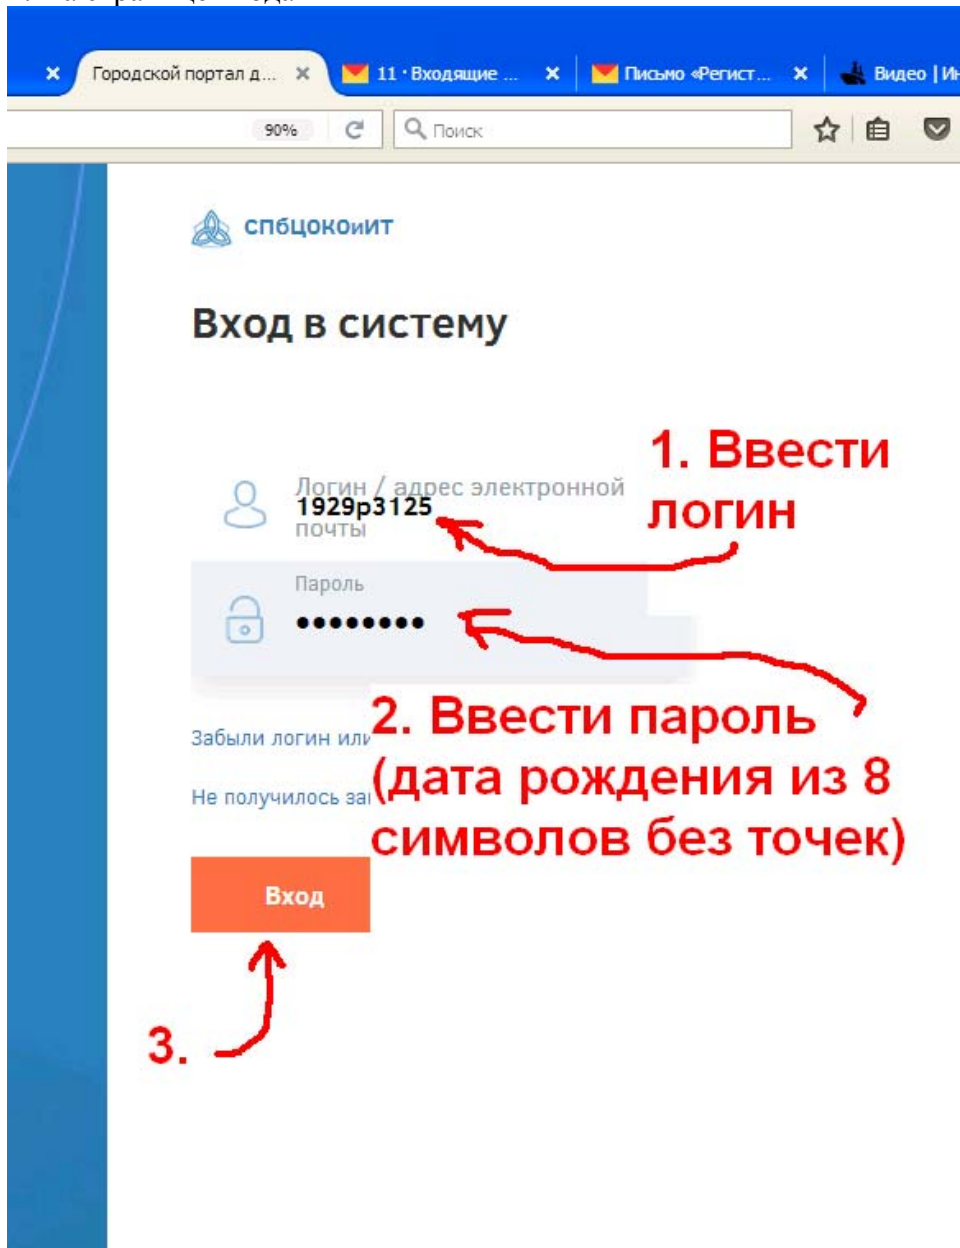 Городской портал д...
11 · Входящие ...
Письмо «Регист...
Видео | Ин
90%
Поиск
СПбЦОКОиИТ
Вход в систему
1. Ввести
логин
Логин / адрес электронной
1929p3125
почты
Пароль
••••••••
2. Ввести пароль
(дата рождения из 8
символов без точек)
Забыли логин или
Не получилось за
Вход
3.